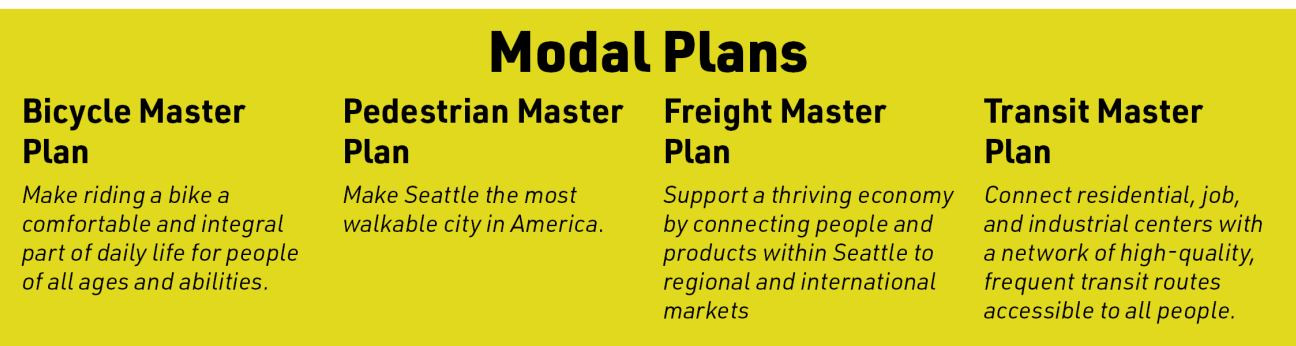 Modal Plans
Bicycle Master
Plan
Make riding a bike a
comfortable and integral
part of daily life for people
of all ages and abilities.
Pedestrian Master
Plan
Make Seattle the most
walkable city in America.
Freight Master
Plan
Support a thriving economy
by connecting people and
products within Seattle to
regional and international
markets
Transit Master
Plan
Connect residential, job,
and industrial centers with
a network of high-quality,
frequent transit routes
accessible to all people.